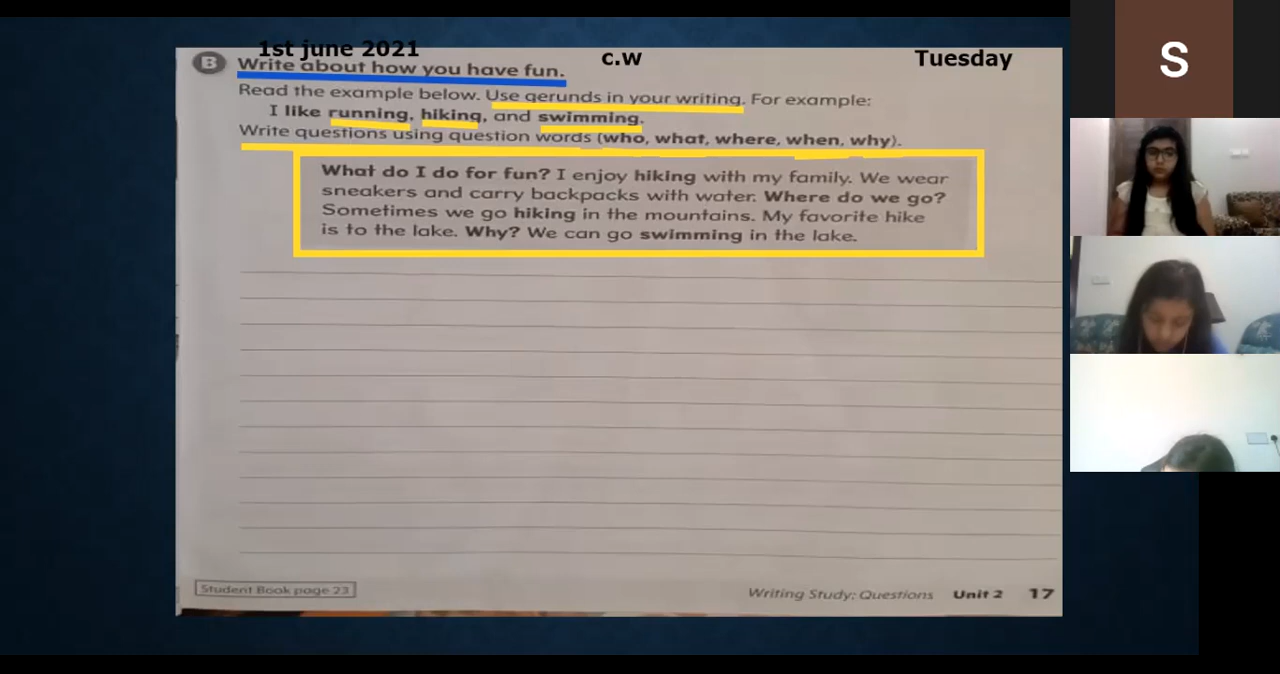 1st june 2021
c.w
Tuesday
B Write about how you have fun.
Read the example below. Use gerunds in your writing. For example:
I like running, hiking, and swimming.
Write questions using question words (who, what, where, when, why).
What do I do for fun? I enjoy hiking with my family. We wear
sneakers and carry backpacks with water. Where do we go?
Sometimes we go hiking in the mountains. My favorite hike
is to the lake. Why? We can go swimming in the lake.
Student Book page 23
Writing Study: Questions Unit 2 17
S